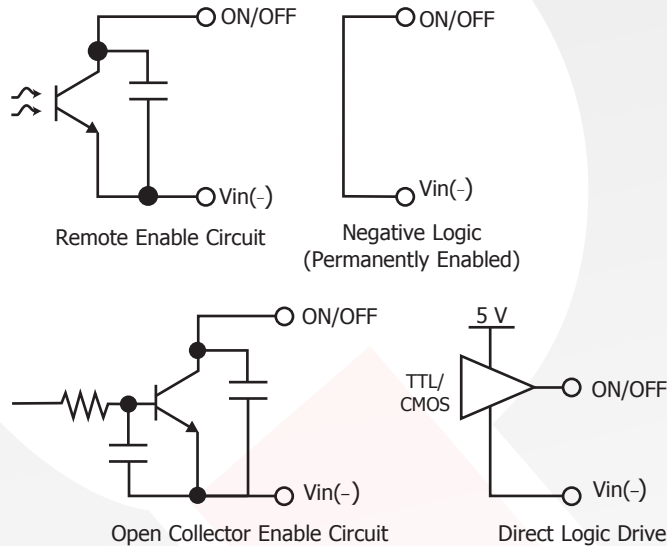 ON/OFF
Vin(–)
Remote Enable Circuit
ON/OFF
Vin(–)
Negative Logic
(Permanently Enabled)
ON/OFF
Vin(–)
Open Collector Enable Circuit
5 V
TTL/
CMOS
ON/OFF
Vin(–)
Direct Logic Drive